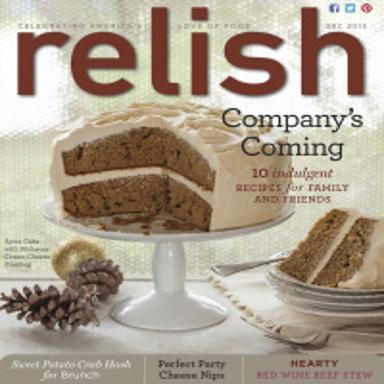 CELEBRATING AMERICA'S LOVE OF FOOD
DEC 2013
relish
Company's
Coming
10 indulgent
RECIPES for FAMILY
AND FRIENDS
Spice Cake
with Molasses
Cream Cheese
Frosting
Sweet Potato Crab Hash
for Brunch
Perfect Party
Cheese Nips
HEARTY
RED WINE BEEF STEW